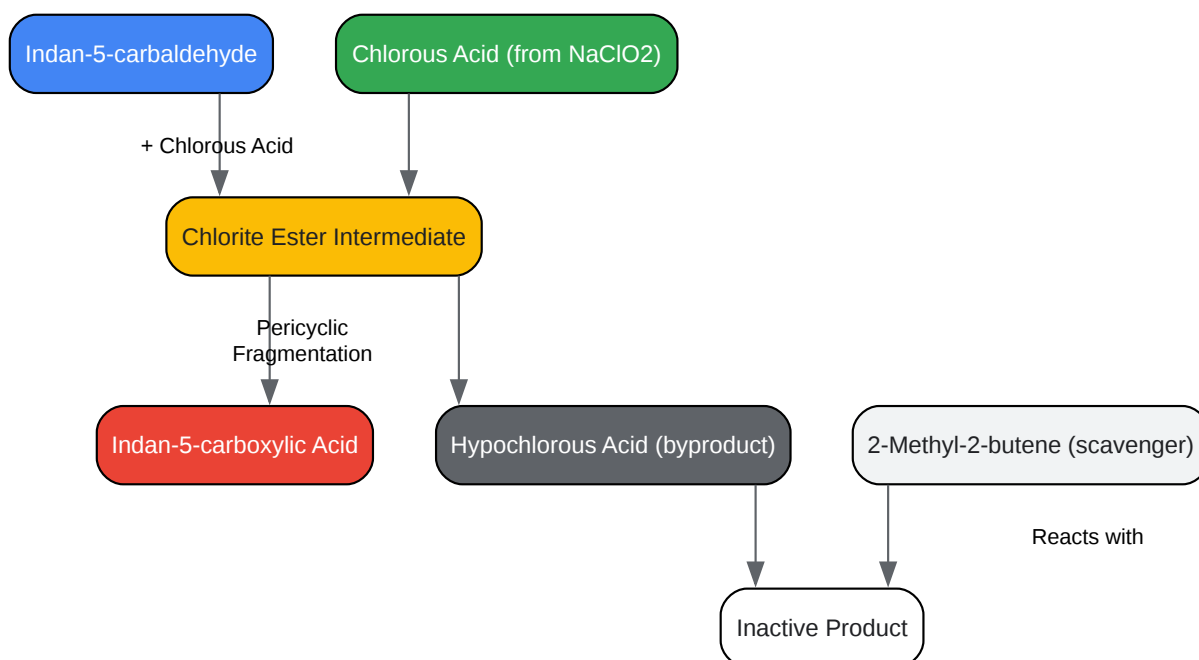 Indan-5-carbaldehyde
Chlorous Acid (from NaClO2)
+ Chlorous Acid
Chlorite Ester Intermediate
Pericyclic
Fragmentation
Indan-5-carboxylic Acid
Hypochlorous Acid (byproduct)
2-Methyl-2-butene (scavenger)
Reacts with
Inactive Product